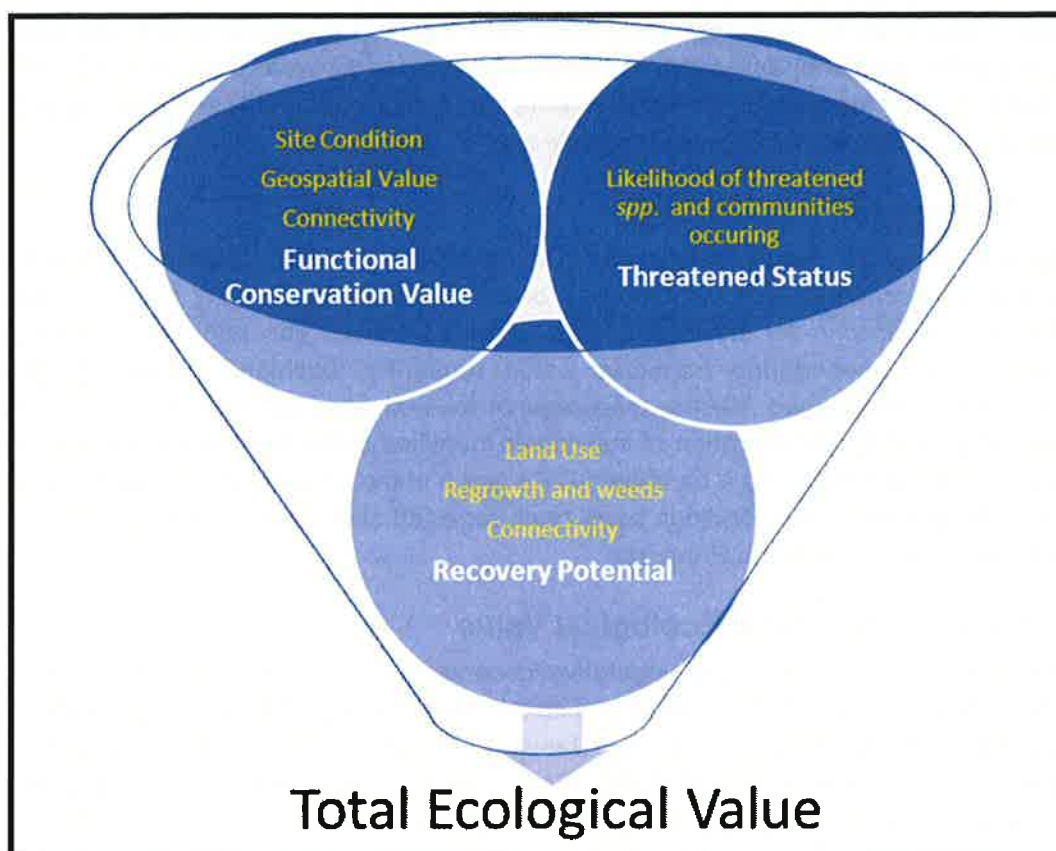 Site Condition
Geospatial Value
Connectivity
Functional
Conservation Value
Likelihood of threatened
spp. and communities
occuring
Threatened Status
Land Use
Regrowth and weeds
Connectivity
Recovery Potential
Total Ecological Value